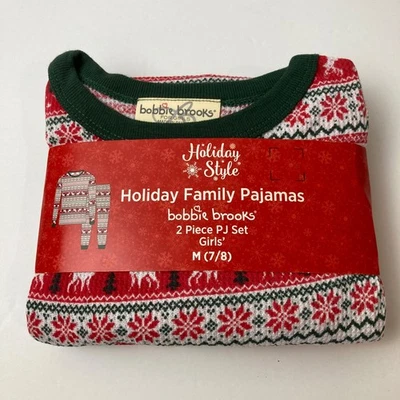 bobbie brooks
Holiday
Style
Holiday Family Pajamas
bobbie brooks
2 Piece PJ Set
Girls'
M (7/8)